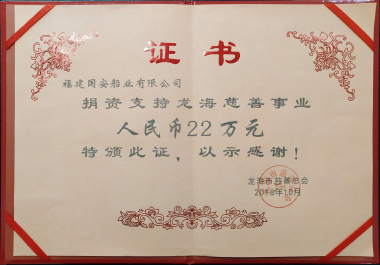 证书
福建国安船业有限公司
捐资支持龙海慈善事业
人民币22万元
特颁此证，以示感谢！
龙海市慈善总会
2018年10月